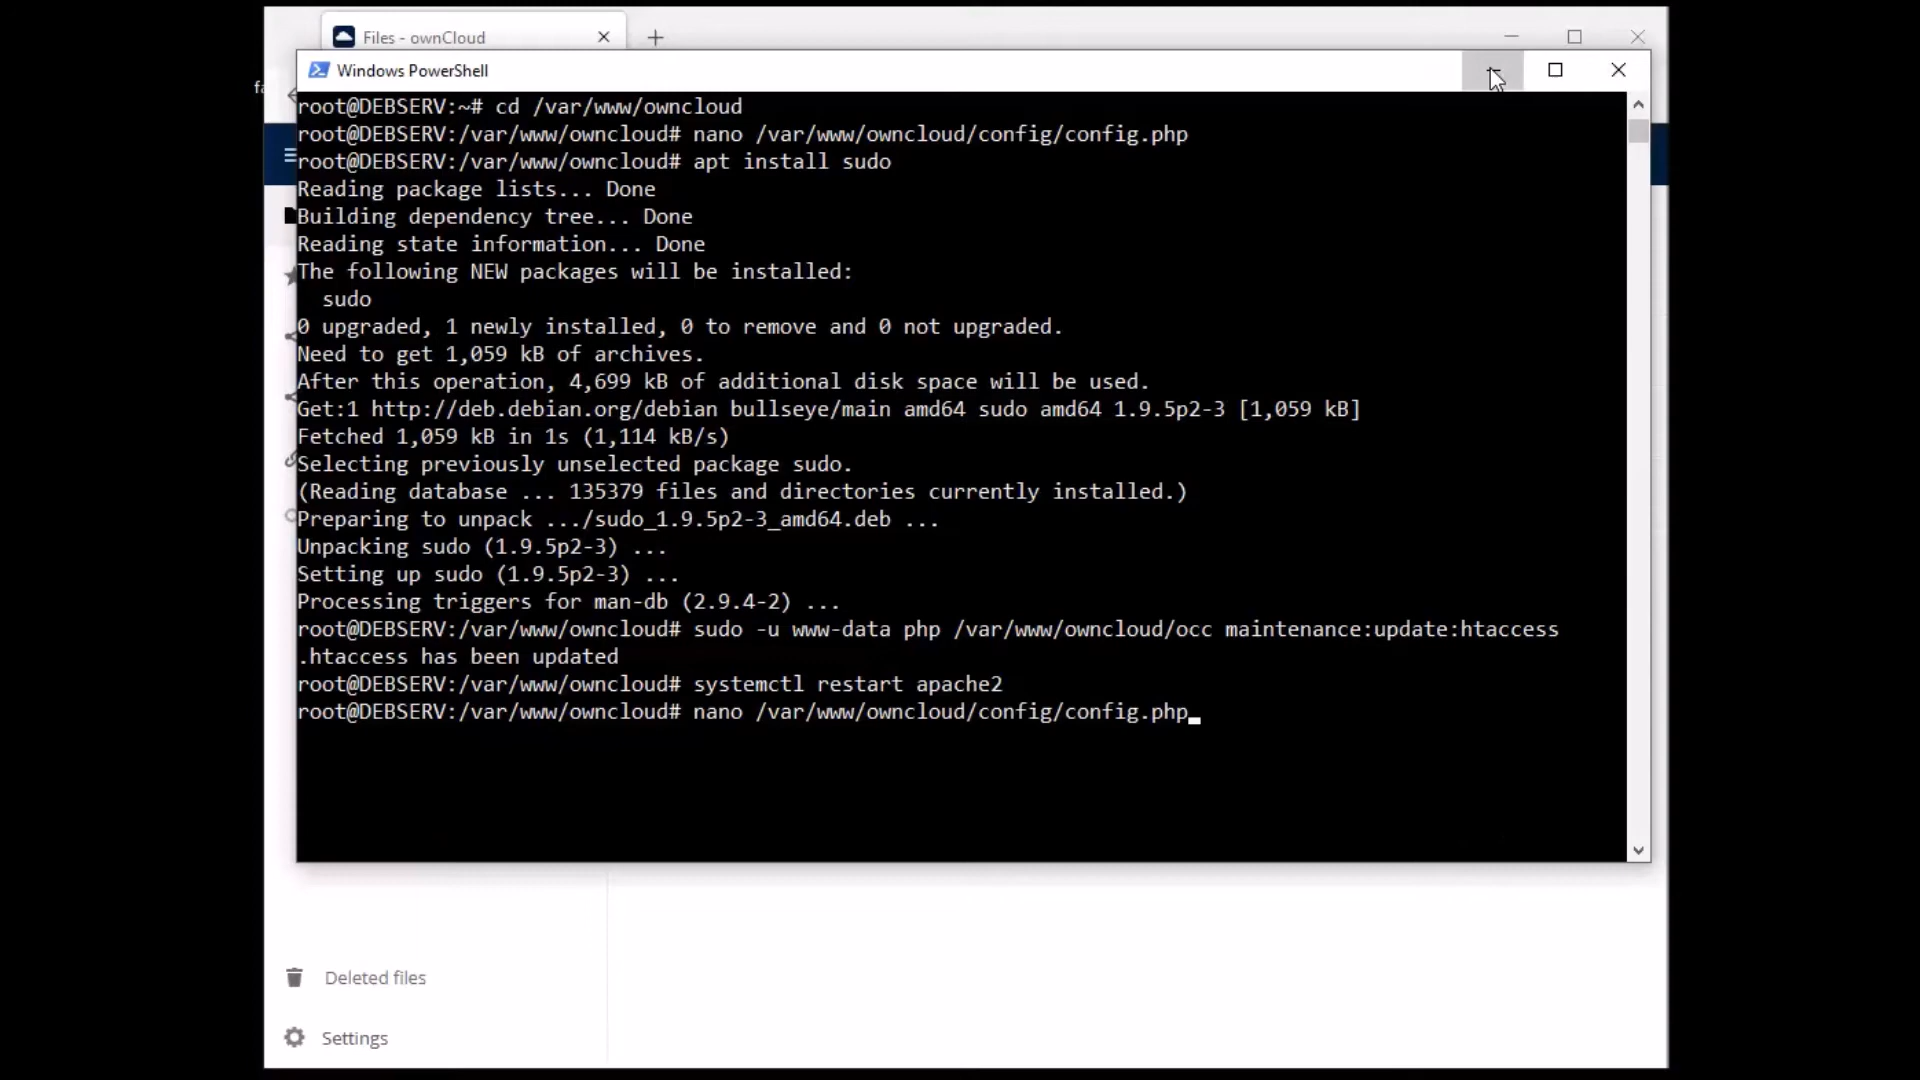 Files - ownCloud
Windows PowerShell
root@DEBSERV:~# cd /var/www/owncloud
root@DEBSERV:/var/www/owncloud# nano /var/www/owncloud/config/config.php
root@DEBSERV:/var/www/owncloud# apt install sudo
Reading package lists... Done
Building dependency tree... Done
Reading state information... Done
The following NEW packages will be installed:
  sudo
0 upgraded, 1 newly installed, 0 to remove and 0 not upgraded.
Need to get 1,059 kB of archives.
After this operation, 4,699 kB of additional disk space will be used.
Get:1 http://deb.debian.org/debian bullseye/main amd64 sudo amd64 1.9.5p2-3 [1,059 kB]
Fetched 1,059 kB in 1s (1,114 kB/s)
Selecting previously unselected package sudo.
(Reading database ... 135379 files and directories currently installed.)
Preparing to unpack .../sudo_1.9.5p2-3_amd64.deb ...
Unpacking sudo (1.9.5p2-3) ...
Setting up sudo (1.9.5p2-3) ...
Processing triggers for man-db (2.9.4-2) ...
root@DEBSERV:/var/www/owncloud# sudo -u www-data php /var/www/owncloud/occ maintenance:update:htaccess
.htaccess has been updated
root@DEBSERV:/var/www/owncloud# systemctl restart apache2
root@DEBSERV:/var/www/owncloud# nano /var/www/owncloud/config/config.php
Deleted files
Settings